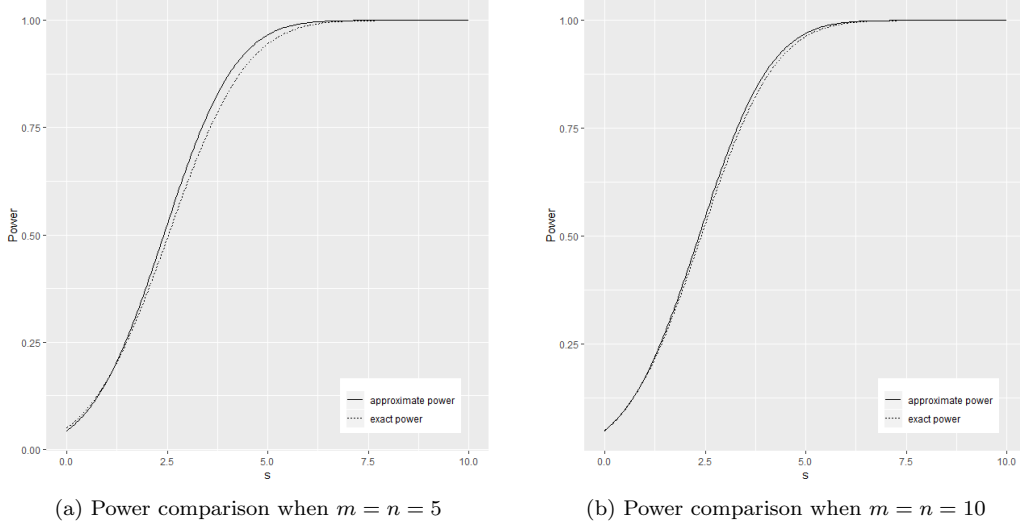 1.00
0.75
0.50
0.25
0.00
Power
0.0
2.5
5.0
7.5
10.0
s
approximate power
exact power
(a) Power comparison when m = n = 5
1.00
0.75
0.50
0.25
Power
0.0
2.5
5.0
7.5
10.0
s
approximate power
exact power
(b) Power comparison when m = n = 10